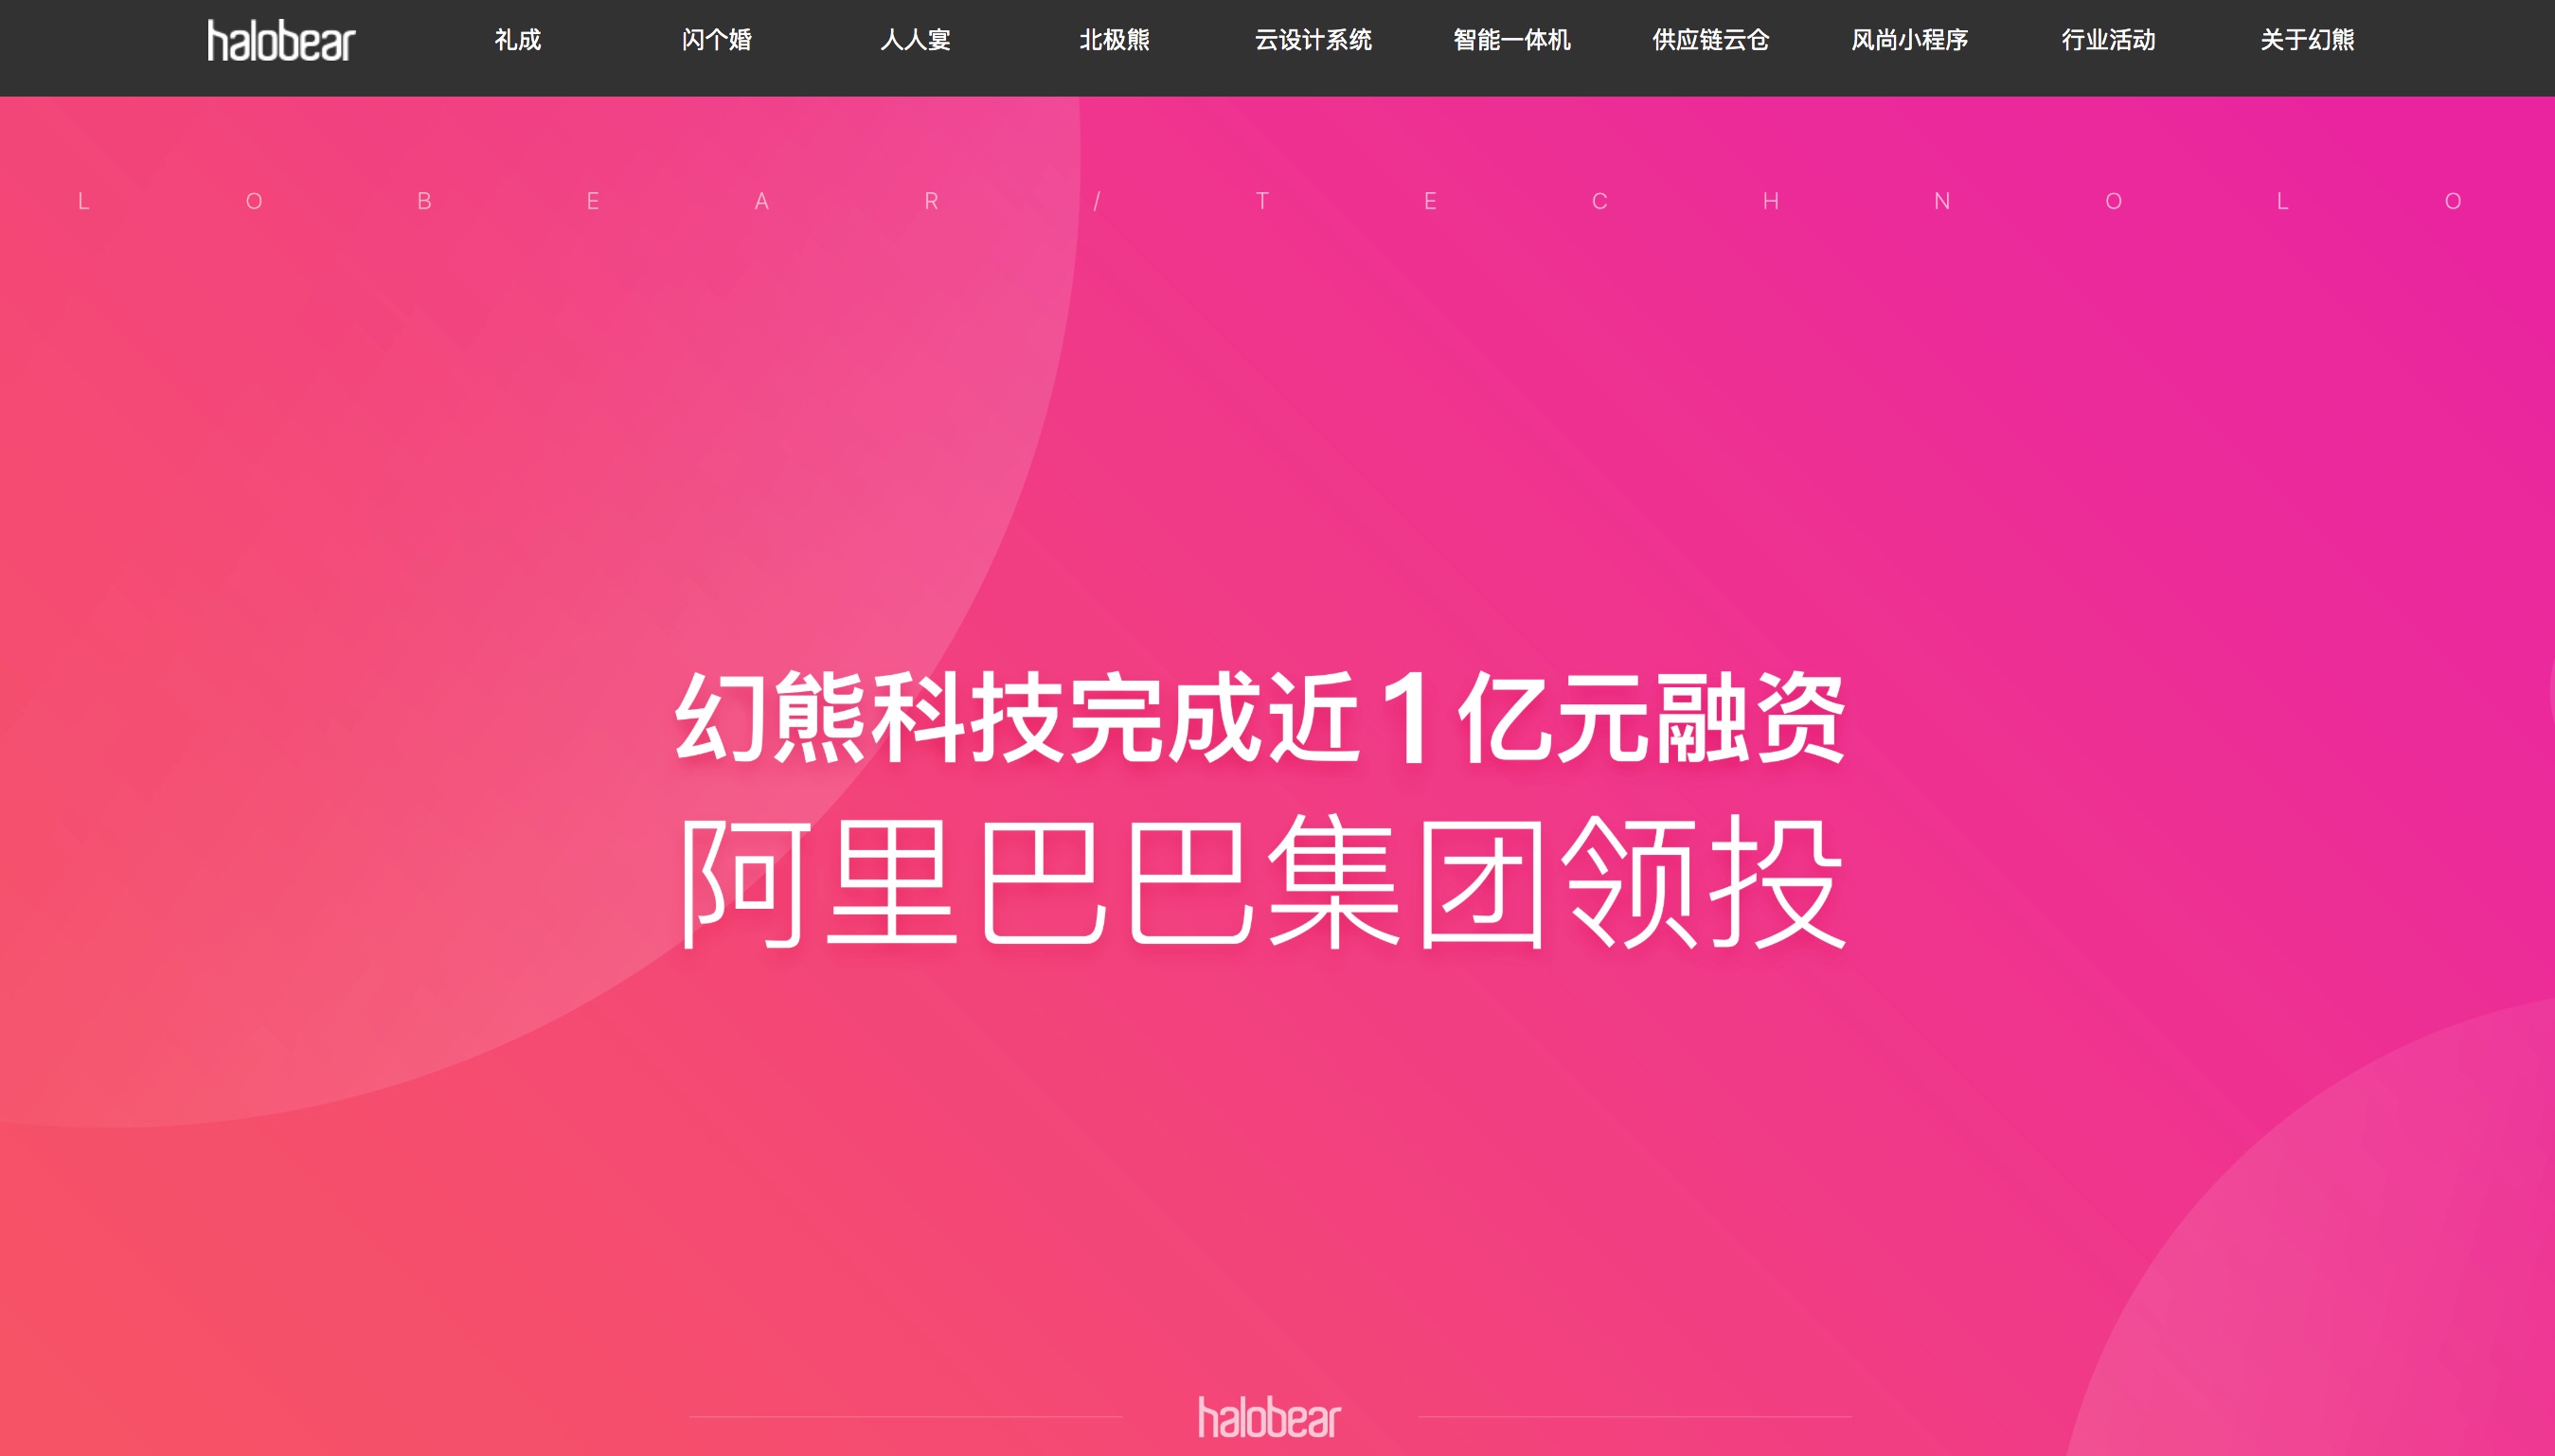 halobear 礼成 闪个婚 人人宴 北极熊 云设计系统 智能一体机 供应链云仓 风尚小程序 行业活动 关于幻熊
L O B E A R / T E C H N O L O
幻熊科技完成近1亿元融资
阿里巴巴集团领投
halobear